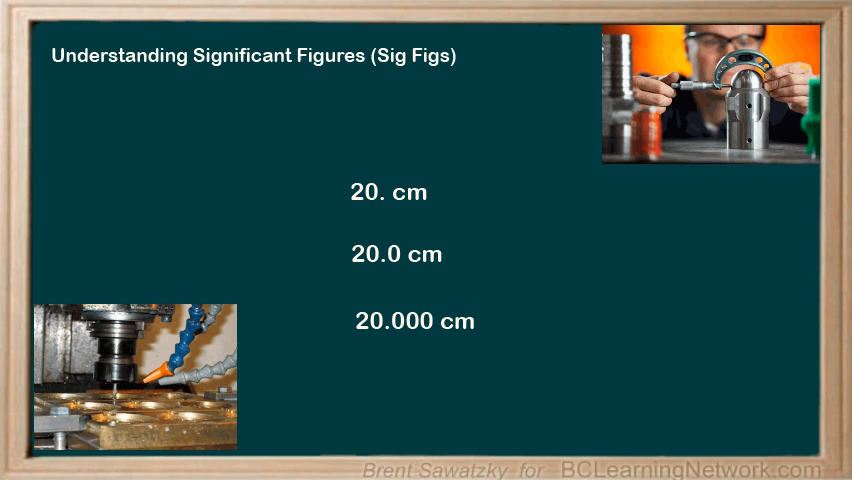 Understanding Significant Figures (Sig Figs)
20. cm
20.0 cm
20.000 cm
Brent Sawatzky for BCLearningNetwork.com